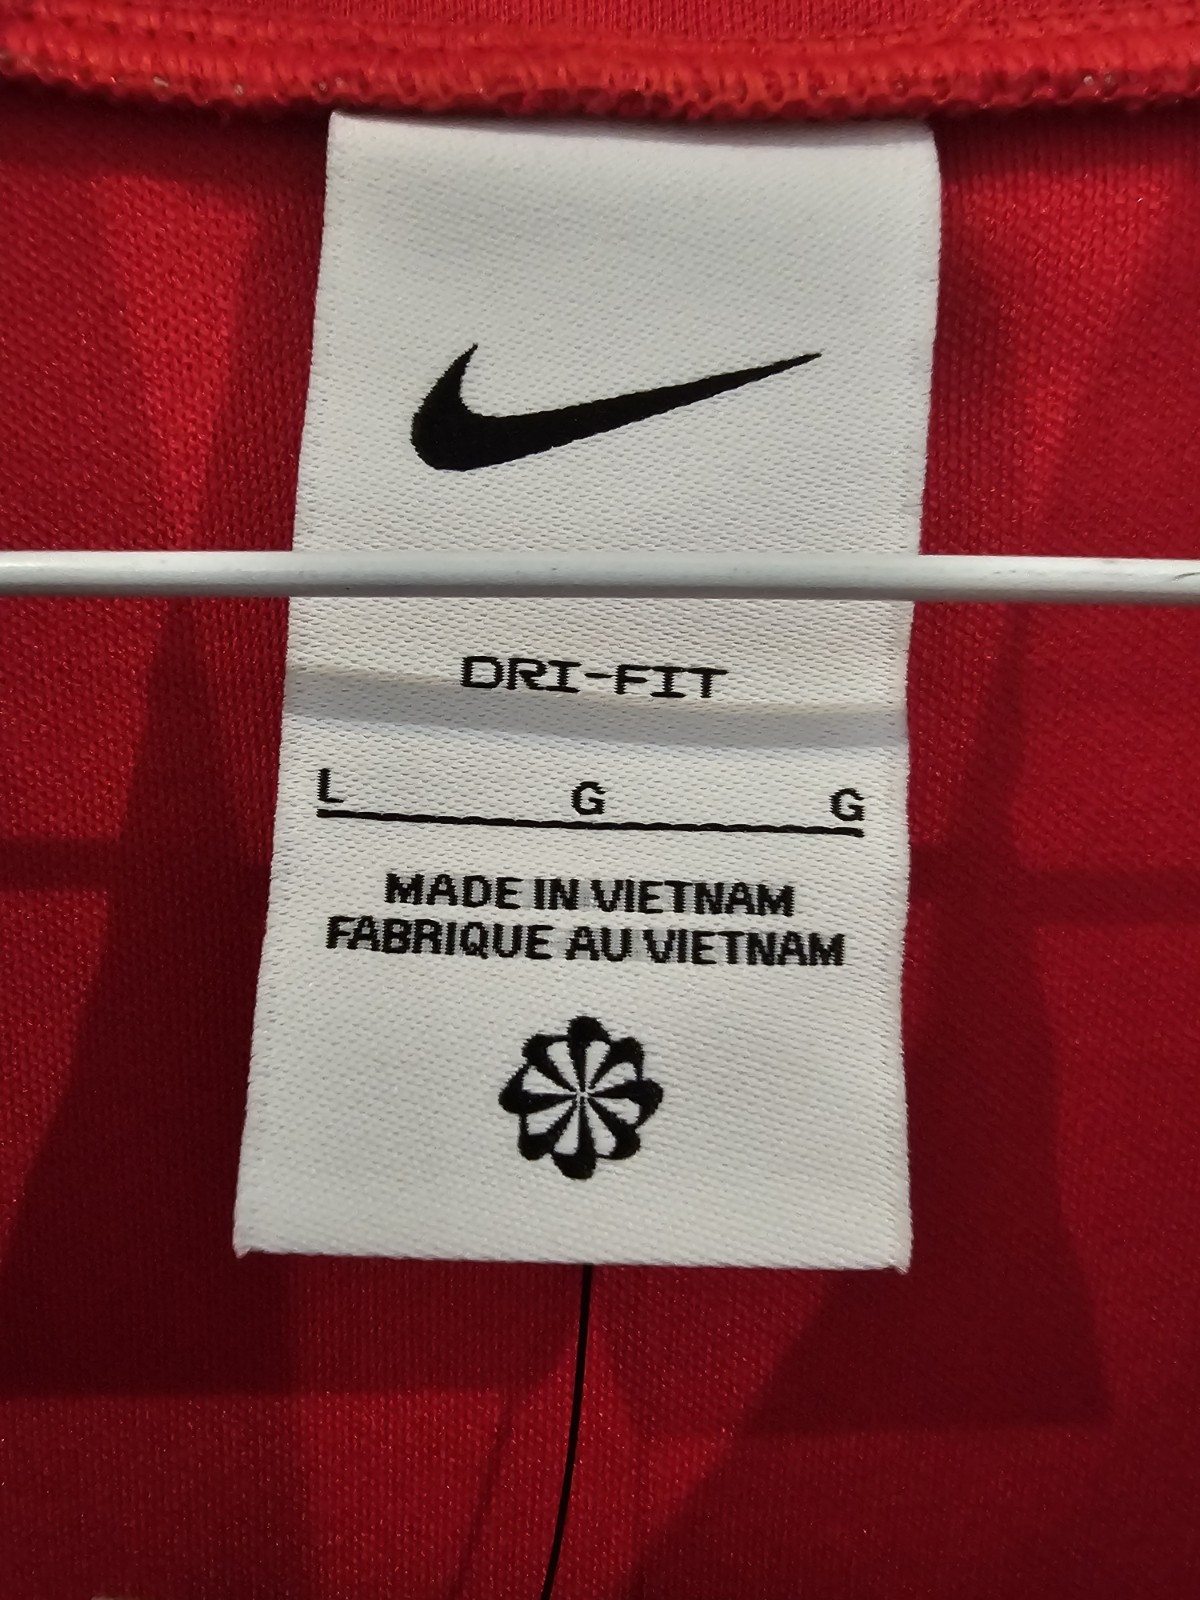 DRI-FIT
L G G
MADE IN VIETNAM
FABRIQUE AU VIETNAM